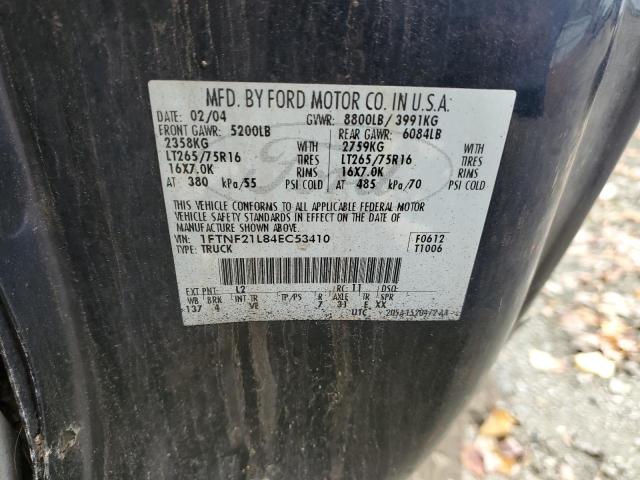 MFD. BY FORD MOTOR CO. IN U.S.A.
DATE: 02/04 GVWR: 8800LB/ 3991KG
FRONT GAWR: 5200LB REAR GAWR: 6084LB
2358KG WITH 2759KG WITH
LT265/75R16 TIRES LT265/75R16 TIRES
16X7.0K RIMS 16X7.0K RIMS
AT 380 kPa/55 PSI COLD AT 485 kPa/70 PSI COLD
THIS VEHICLE CONFORMS TO ALL APPLICABLE FEDERAL MOTOR
VEHICLE SAFETY STANDARDS IN EFFECT ON THE DATE OF
MANUFACTURE SHOWN ABOVE.
VIN: 1FTNF21L84EC53410 F0612
TYPE: TRUCK T1006
EXT PNT: L2 RC: 11 DSO:
WB BRK INT TR TP/PS R AXLE TR SPR
137 4 7 31 E XX
UTC